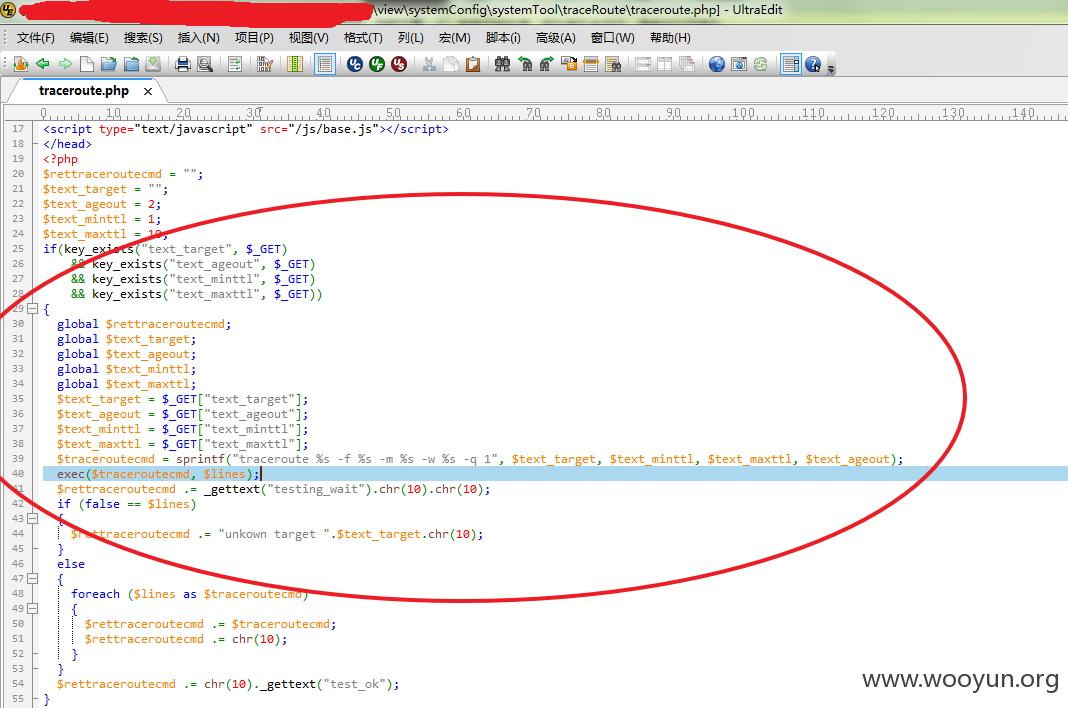 \view\systemConfig\systemTool\traceRoute\traceroute.php] - UltraEdit
文件(F) 编辑(E) 搜索(S) 插入(N) 项目(P) 视图(V) 格式(T) 列(L) 宏(M) 脚本(i) 高级(A) 窗口(W) 帮助(H)
traceroute.php
0 10 20 30 40 50 60 70 80 90 100 110 120 130 140
17 <script type="text/javascript" src="/js/base.js"></script>
18 </head>
19 <?php
20 $rettraceroutecmd = "";
21 $text_target = "";
22 $text_ageout = 2;
23 $text_minttl = 1;
24 $text_maxttl = 10;
25 if(key_exists("text_target", $_GET)
26 && key_exists("text_ageout", $_GET)
27 && key_exists("text_minttl", $_GET)
28 && key_exists("text_maxttl", $_GET))
29 {
30 global $rettraceroutecmd;
31 global $text_target;
32 global $text_ageout;
33 global $text_minttl;
34 global $text_maxttl;
35 $text_target = $_GET["text_target"];
36 $text_ageout = $_GET["text_ageout"];
37 $text_minttl = $_GET["text_minttl"];
38 $text_maxttl = $_GET["text_maxttl"];
39 $traceroutecmd = sprintf("traceroute %s -f %s -m %s -w %s -q 1", $text_target, $text_minttl, $text_maxttl, $text_ageout);
40 exec($traceroutecmd, $lines);
41 $rettraceroutecmd .= _gettext("testing_wait").chr(10).chr(10);
42 if (false == $lines)
43 {
44 $rettraceroutecmd .= "unkown target ".$text_target.chr(10);
45 }
46 else
47 {
48 foreach ($lines as $traceroutecmd)
49 {
50 $rettraceroutecmd .= $traceroutecmd;
51 $rettraceroutecmd .= chr(10);
52 }
53 }
54 $rettraceroutecmd .= chr(10)._gettext("test_ok");
55 }
www.wooyun.org